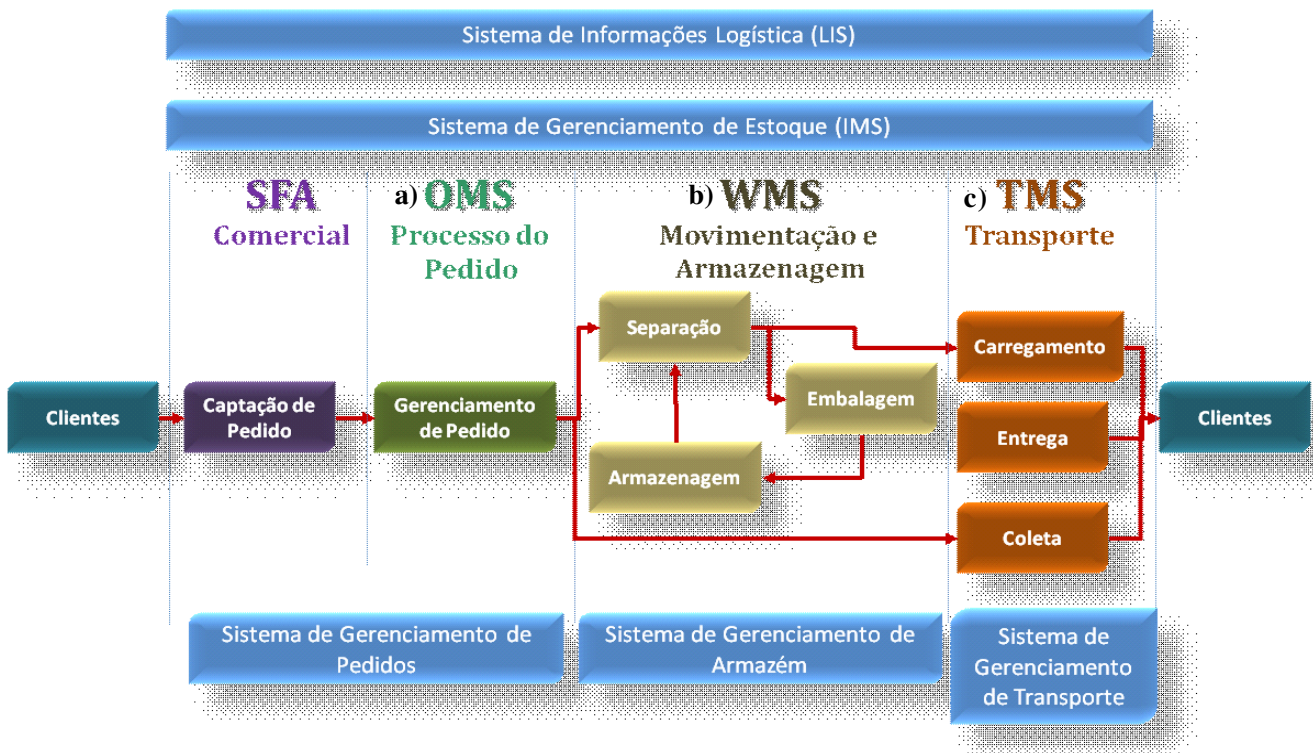 Sistema de Informações Logística (LIS)
Sistema de Gerenciamento de Estoque (IMS)
SFA
Comercial
a) OMS
Processo do
Pedido
b) WMS
Movimentação e
Armazenagem
c) TMS
Transporte
Clientes
Captação de
Pedido
Gerenciamento
de Pedido
Separação
Embalagem
Armazenagem
Carregamento
Entrega
Coleta
Clientes
Sistema de Gerenciamento de
Pedidos
Sistema de Gerenciamento de
Armazém
Sistema de
Gerenciamento
de Transporte